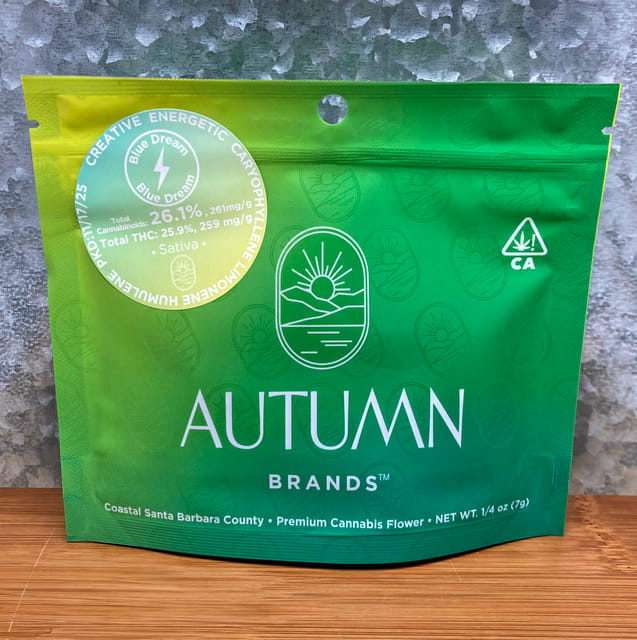 CREATIVE ENERGETIC CARYOPHYLLENE LIMONENE HUMULENE PKD:11/17/25
Blue Dream
Blue Dream
Total Cannabinoids: 26.1%, 261mg/g
Total THC: 25.9%, 259 mg/g
• Sativa •
CA
AUTUMN
BRANDS™
Coastal Santa Barbara County • Premium Cannabis Flower • NET WT. 1/4 oz (7g)